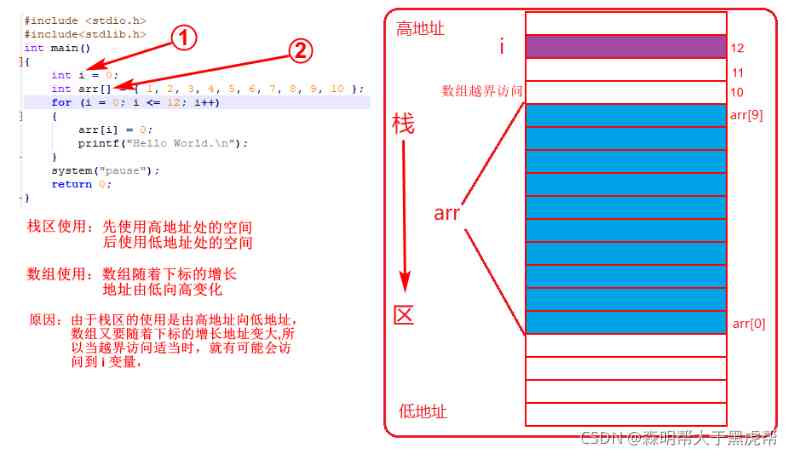 #include <stdio.h>
#include<stdlib.h>
int main()
{
int i = 0;
int arr[] = { 1, 2, 3, 4, 5, 6, 7, 8, 9, 10 };
for (i = 0; i <= 12; i++)
{
arr[i] = 0;
printf("Hello World.\n");
}
system("pause");
return 0;
}
1
2
栈区使用：先使用高地址处的空间
后使用低地址处的空间
数组使用：数组随着下标的增长
地址由低向高变化
原因：由于栈区的使用是由高地址向低地址，
数组又要随着下标的增长地址变大,所
以当越界访问适当时，就有可能会访
问到 i 变量，
高地址
i
12
11
数组越界访问
10
arr[9]
栈
arr
区
arr[0]
低地址
CSDN @森明帮大于黑虎帮